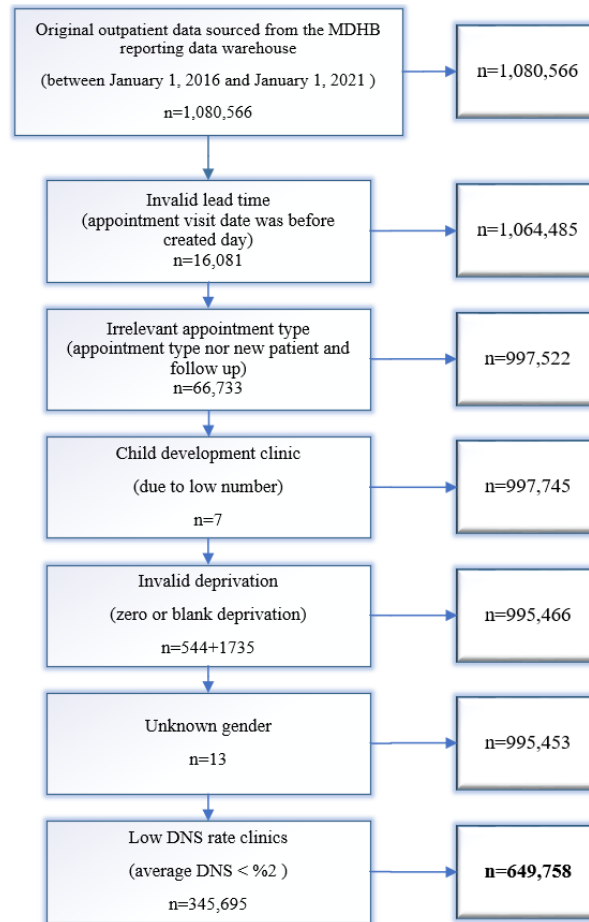 Original outpatient data sourced from the MDHB
reporting data warehouse
(between January 1, 2016 and January 1, 2021 )
n=1,080,566
n=1,080,566
Invalid lead time
(appointment visit date was before
created day)
n=16,081
n=1,064,485
Irrelevant appointment type
(appointment type nor new patient and
follow up)
n=66,733
n=997,522
Child development clinic
(due to low number)
n=7
n=997,745
Invalid deprivation
(zero or blank deprivation)
n=544+1735
n=995,466
Unknown gender
n=13
n=995,453
Low DNS rate clinics
(average DNS < %2 )
n=345,695
n=649,758